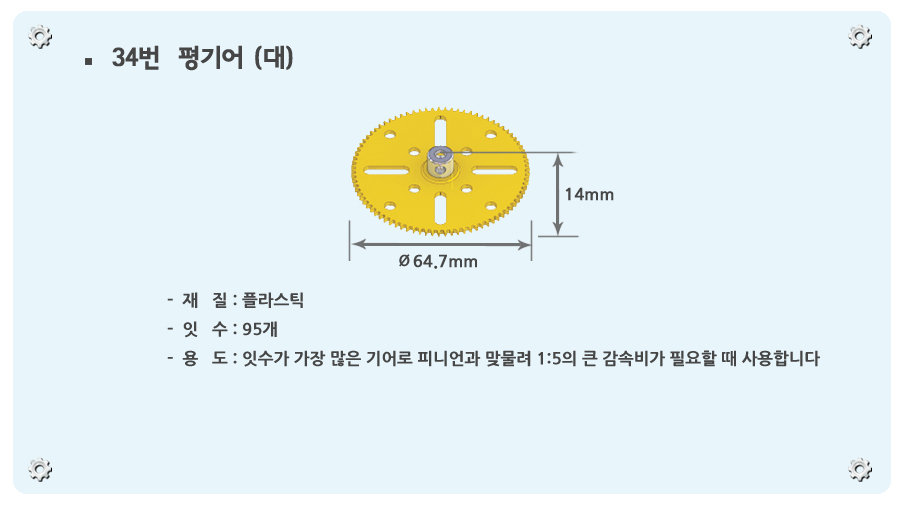 ▪ 34번 평기어 (대)
14mm
Ø 64.7mm
- 재 질 : 플라스틱
- 잇 수 : 95개
- 용 도 : 잇수가 가장 많은 기어로 피니언과 맞물려 1:5의 큰 감속비가 필요할 때 사용합니다